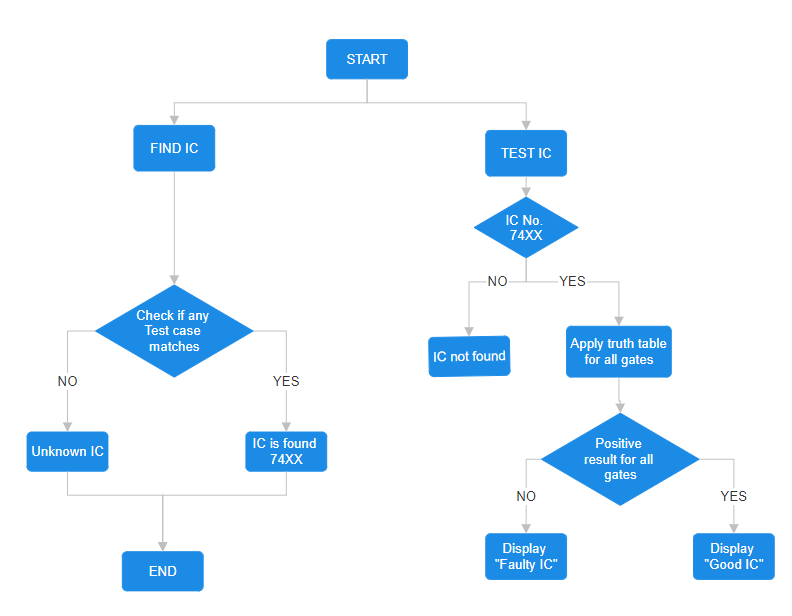 START
FIND IC
TEST IC
IC No.
74XX
NO
YES
Check if any
Test case
matches
IC not found
Apply truth table
for all gates
NO
YES
Unknown IC
IC is found
74XX
Positive
result for all
gates
NO
YES
END
Display
"Faulty IC"
Display
"Good IC"